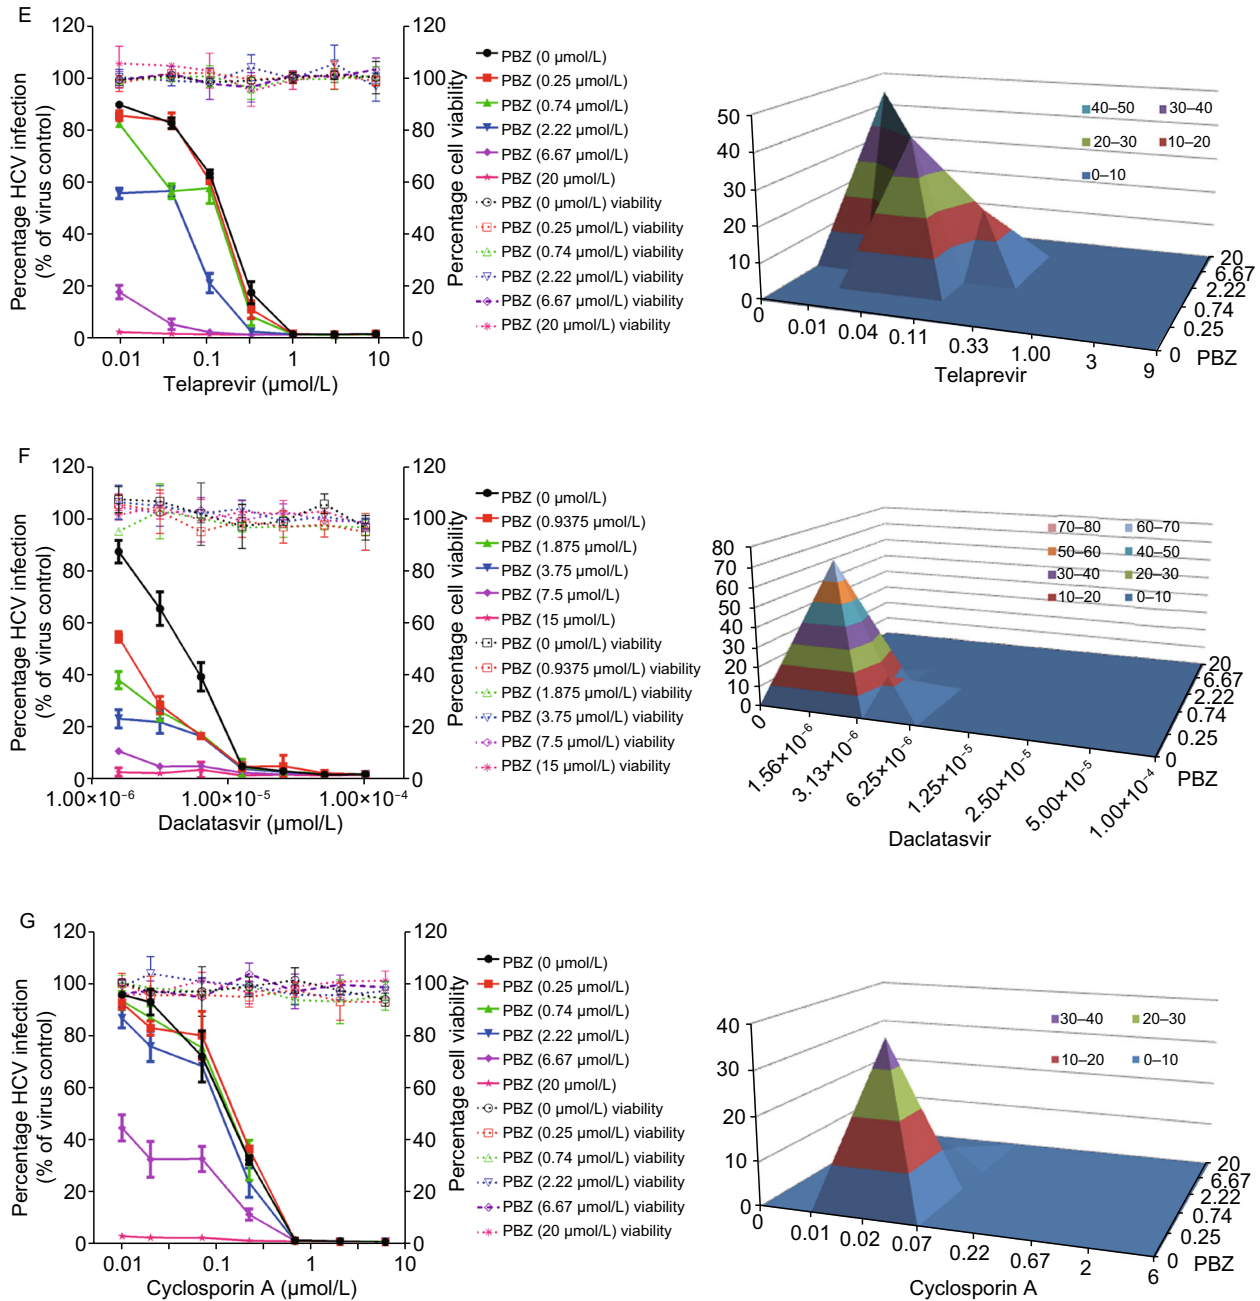 E
120
100
80
60
40
20
0
Percentage HCV infection
(% of virus control)
120
100
80
60
40
20
0
Percentage cell viability
0.01
0.1
1
10
Telaprevir (µmol/L)
PBZ (0 µmol/L)
PBZ (0.25 µmol/L)
PBZ (0.74 µmol/L)
PBZ (2.22 µmol/L)
PBZ (6.67 µmol/L)
PBZ (20 µmol/L)
PBZ (0 µmol/L) viability
PBZ (0.25 µmol/L) viability
PBZ (0.74 µmol/L) viability
PBZ (2.22 µmol/L) viability
PBZ (6.67 µmol/L) viability
PBZ (20 µmol/L) viability
50
40
30
20
10
0
40–50 30–40
20–30 10–20
0–10
0
0.01
0.04
0.11
0.33
1.00
3
9
Telaprevir
20
6.67
2.22
0.74
0.25
0
PBZ
F
120
100
80
60
40
20
0
Percentage HCV infection
(% of virus control)
120
100
80
60
40
20
0
Percentage cell viability
1.00×10⁻⁶
1.00×10⁻⁵
1.00×10⁻⁴
Daclatasvir (µmol/L)
PBZ (0 µmol/L)
PBZ (0.9375 µmol/L)
PBZ (1.875 µmol/L)
PBZ (3.75 µmol/L)
PBZ (7.5 µmol/L)
PBZ (15 µmol/L)
PBZ (0 µmol/L) viability
PBZ (0.9375 µmol/L) viability
PBZ (1.875 µmol/L) viability
PBZ (3.75 µmol/L) viability
PBZ (7.5 µmol/L) viability
PBZ (15 µmol/L) viability
80
70
60
50
40
30
20
10
0
70–80 60–70
50–60 40–50
30–40 20–30
10–20 0–10
0
1.56×10⁻⁶
3.13×10⁻⁶
6.25×10⁻⁶
1.25×10⁻⁵
2.50×10⁻⁵
5.00×10⁻⁵
1.00×10⁻⁴
Daclatasvir
20
6.67
2.22
0.74
0.25
0
PBZ
G
120
100
80
60
40
20
0
Percentage HCV infection
(% of virus control)
120
100
80
60
40
20
0
Percentage cell viability
0.01
0.1
1
10
Cyclosporin A (µmol/L)
PBZ (0 µmol/L)
PBZ (0.25 µmol/L)
PBZ (0.74 µmol/L)
PBZ (2.22 µmol/L)
PBZ (6.67 µmol/L)
PBZ (20 µmol/L)
PBZ (0 µmol/L) viability
PBZ (0.25 µmol/L) viability
PBZ (0.74 µmol/L) viability
PBZ (2.22 µmol/L) viability
PBZ (6.67 µmol/L) viability
PBZ (20 µmol/L) viability
40
30
20
10
0
30–40 20–30
10–20 0–10
0
0.01
0.02
0.07
0.22
0.67
2
6
Cyclosporin A
20
6.67
2.22
0.74
0.25
0
PBZ